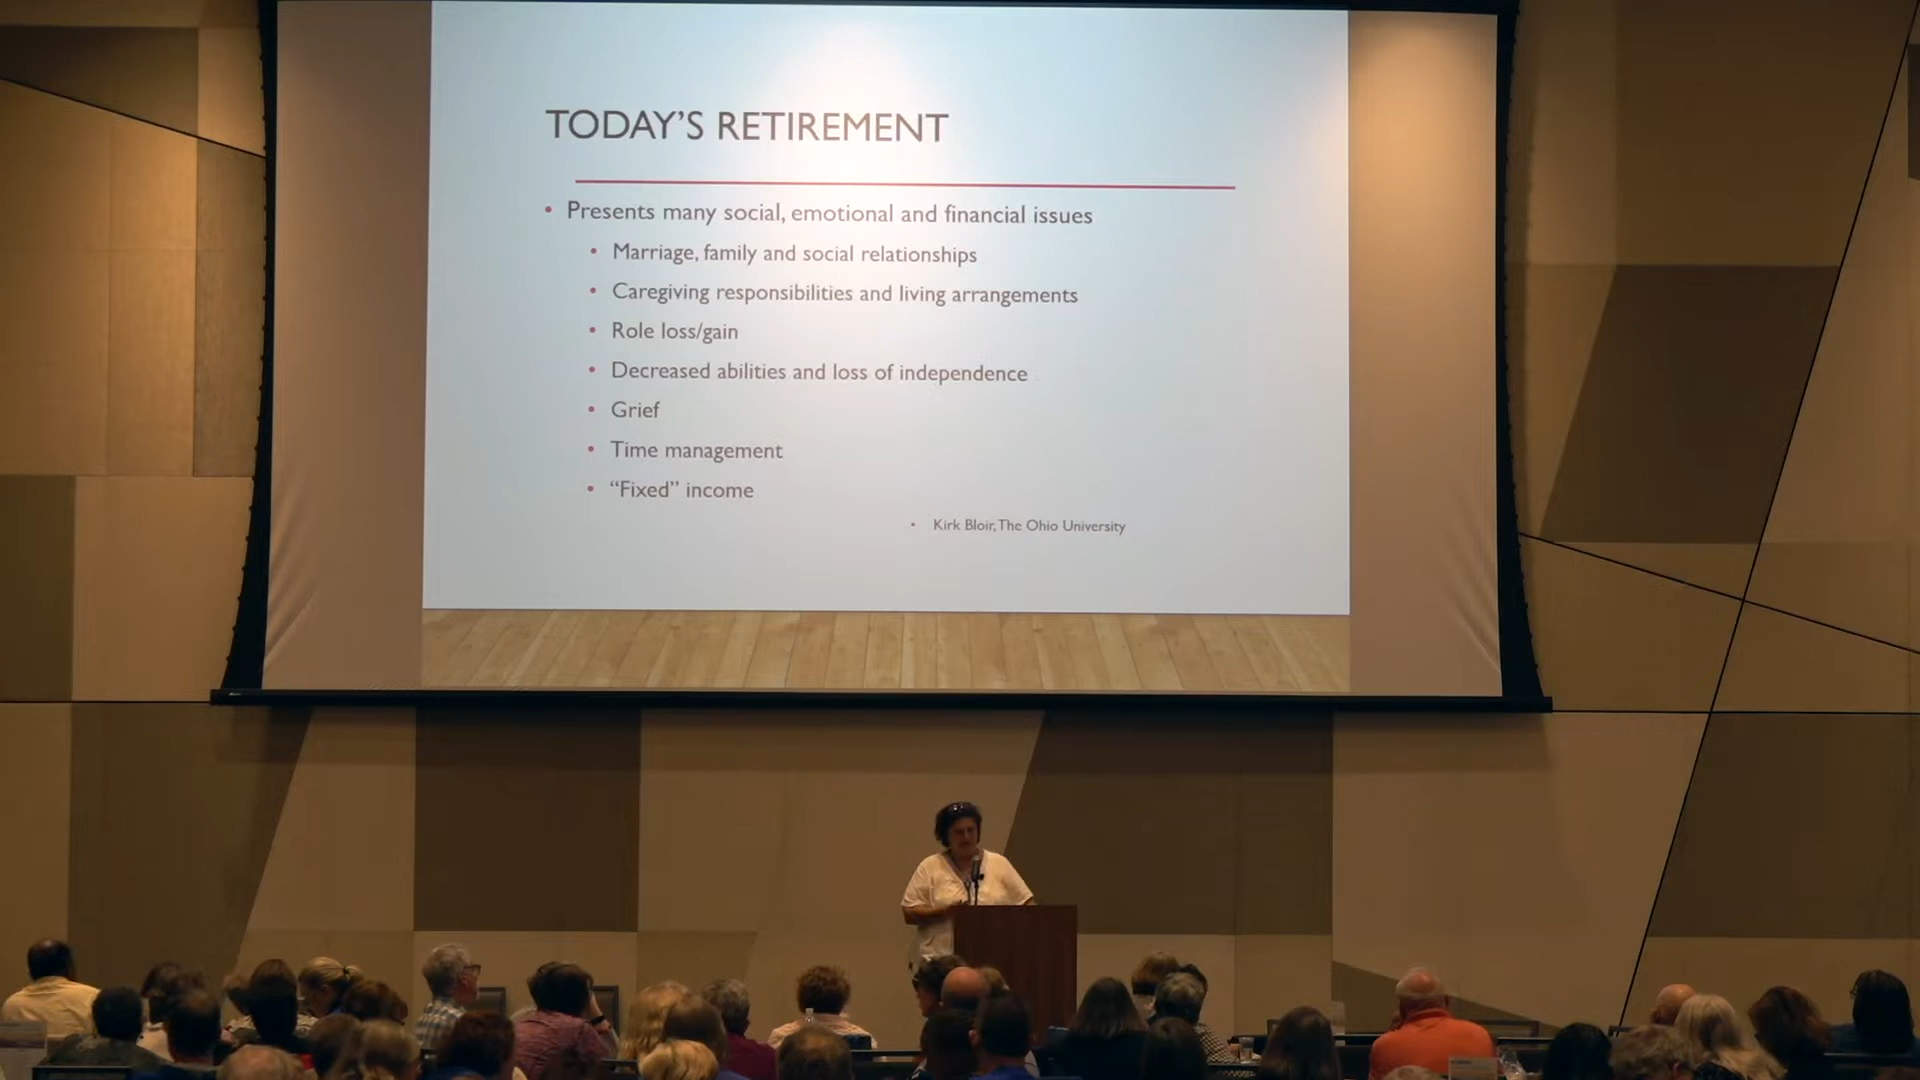 TODAY'S RETIREMENT
• Presents many social, emotional and financial issues
• Marriage, family and social relationships
• Caregiving responsibilities and living arrangements
• Role loss/gain
• Decreased abilities and loss of independence
• Grief
• Time management
• “Fixed” income
• Kirk Bloir, The Ohio University